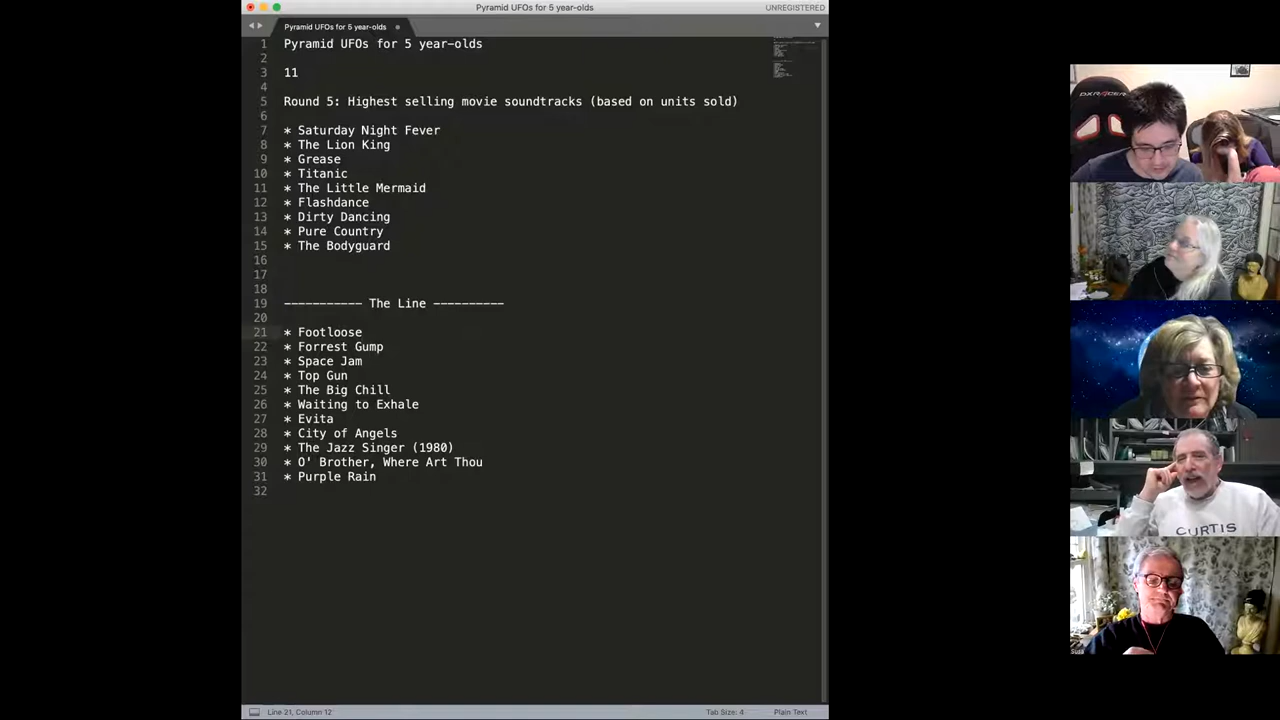 Pyramid UFOs for 5 year-olds
UNREGISTERED
Pyramid UFOs for 5 year-olds
1 Pyramid UFOs for 5 year-olds
2
3 11
4
5 Round 5: Highest selling movie soundtracks (based on units sold)
6
7 * Saturday Night Fever
8 * The Lion King
9 * Grease
10 * Titanic
11 * The Little Mermaid
12 * Flashdance
13 * Dirty Dancing
14 * Pure Country
15 * The Bodyguard
16
17
18
19 ----------- The Line ----------
20
21 * Footloose
22 * Forrest Gump
23 * Space Jam
24 * Top Gun
25 * The Big Chill
26 * Waiting to Exhale
27 * Evita
28 * City of Angels
29 * The Jazz Singer (1980)
30 * O' Brother, Where Art Thou
31 * Purple Rain
32
Line 21, Column 12
Tab Size: 4
Plain Text
DXRACER
CURTIS